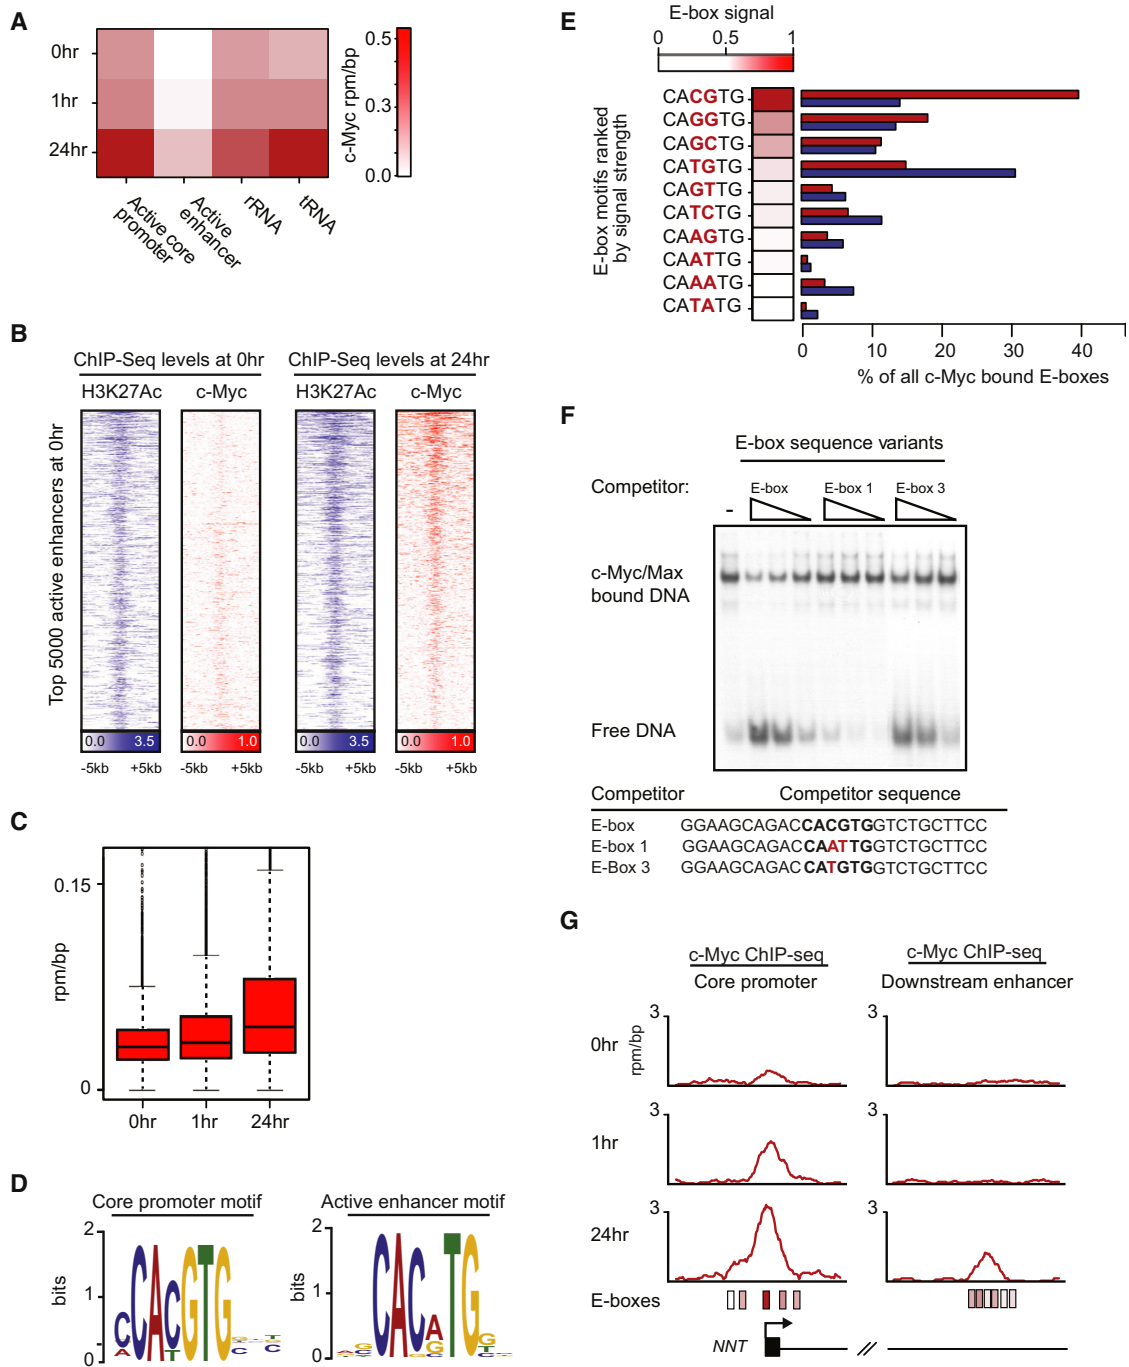 A
0hr
1hr
24hr
0.5
0.3
0.0
c-Myc rpm/bp
Active core promoter
Active enhancer
rRNA
tRNA
B
ChIP-Seq levels at 0hr
ChIP-Seq levels at 24hr
H3K27Ac
c-Myc
H3K27Ac
c-Myc
Top 5000 active enhancers at 0hr
0.0 3.5
0.0 1.0
0.0 3.5
0.0 1.0
-5kb +5kb
-5kb +5kb
-5kb +5kb
-5kb +5kb
C
rpm/bp
0.15
0
0hr
1hr
24hr
D
Core promoter motif
Active enhancer motif
bits
2
1
0
bits
2
1
0
E
E-box signal
0 0.5 1
E-box motifs ranked by signal strength
CACGTG
CAGGTG
CAGCTG
CATGTG
CAGTTG
CATCTG
CAAGTG
CAATTG
CAAATG
CATATG
0 10 20 30 40
% of all c-Myc bound E-boxes
F
E-box sequence variants
Competitor:
-
E-box
E-box 1
E-box 3
c-Myc/Max bound DNA
Free DNA
Competitor Competitor sequence
E-box GGAAGCAGACCACGTGGTCTGCTTCC
E-box 1 GGAAGCAGACCAATTGGTCTGCTTCC
E-Box 3 GGAAGCAGACCATGTGGTCTGCTTCC
G
c-Myc ChIP-seq
Core promoter
c-Myc ChIP-seq
Downstream enhancer
0hr
rpm/bp
3
3
1hr
3
3
24hr
3
3
E-boxes
NNT
//